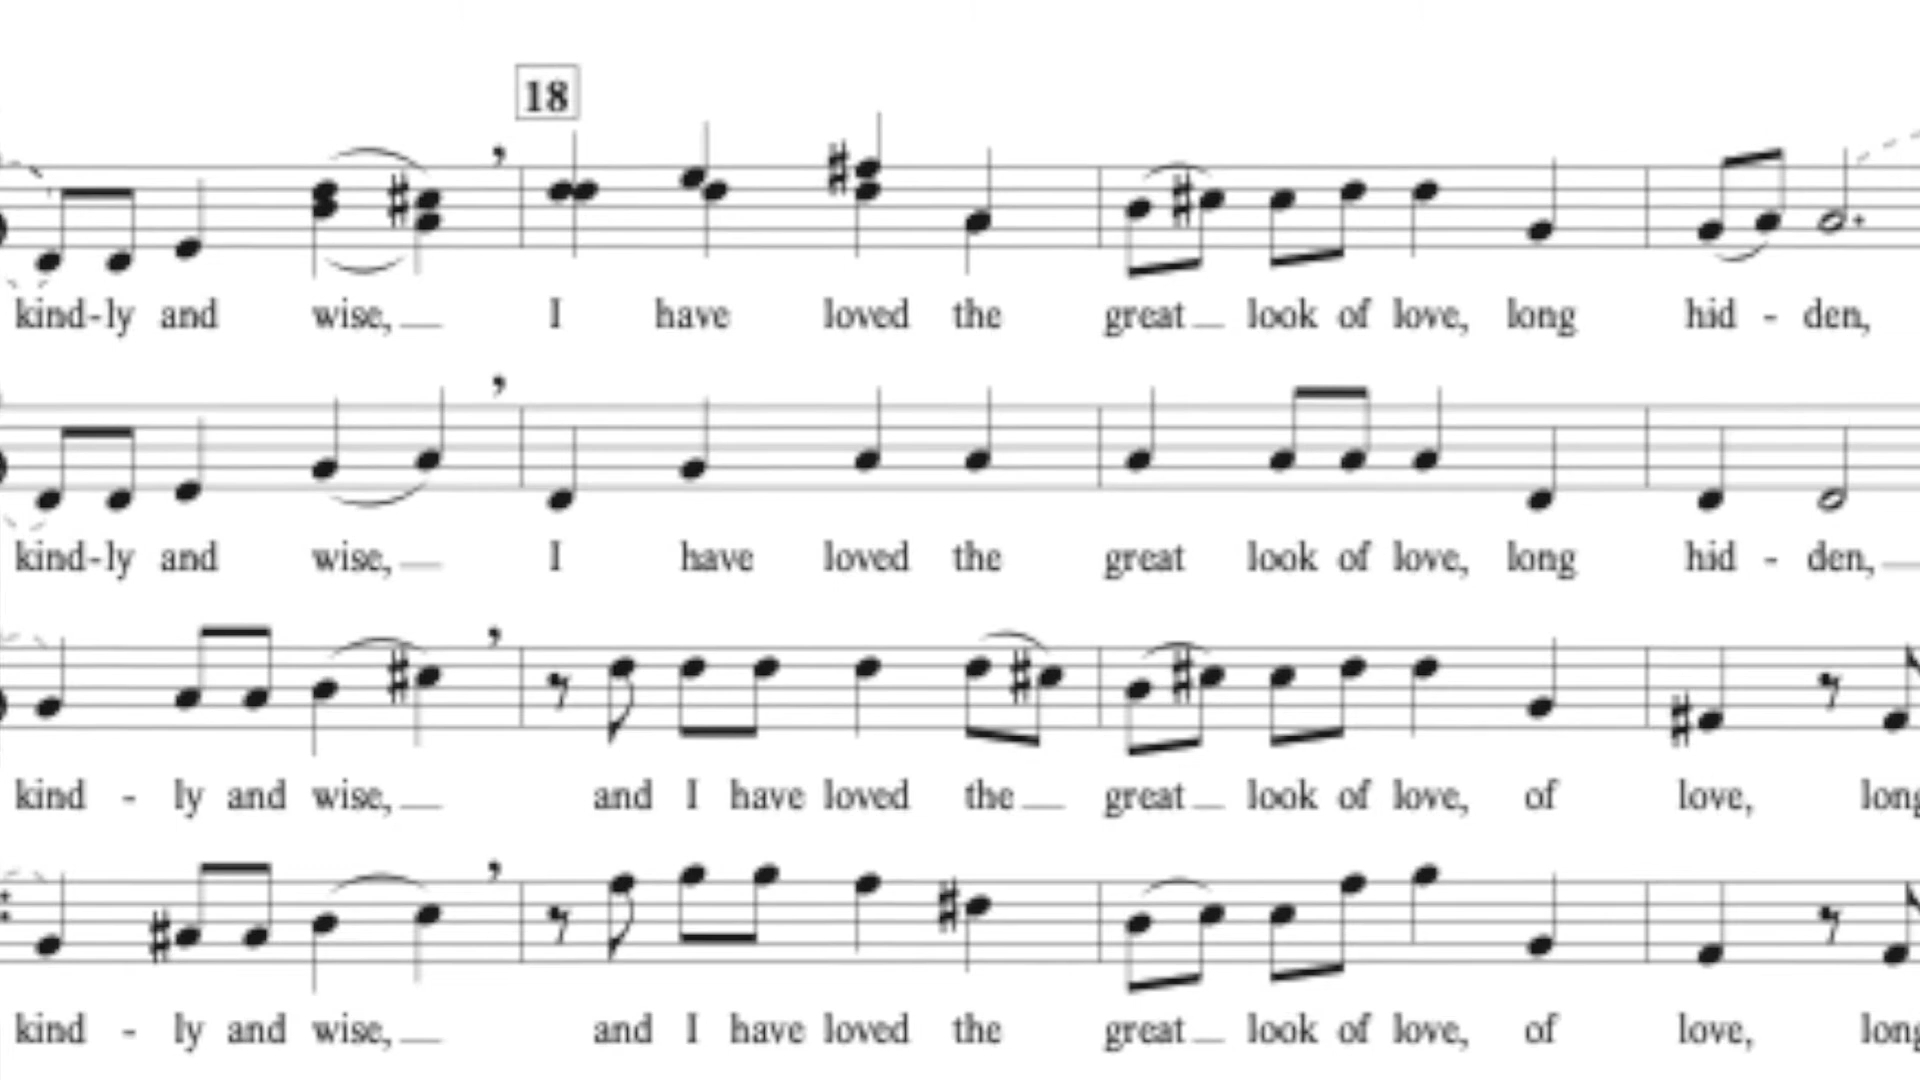 18
kind-ly and wise, I have loved the great look of love, long hid - den,
kind-ly and wise, I have loved the great look of love, long hid - den,
kind - ly and wise, and I have loved the great look of love, of love, long
kind - ly and wise, and I have loved the great look of love, of love, long